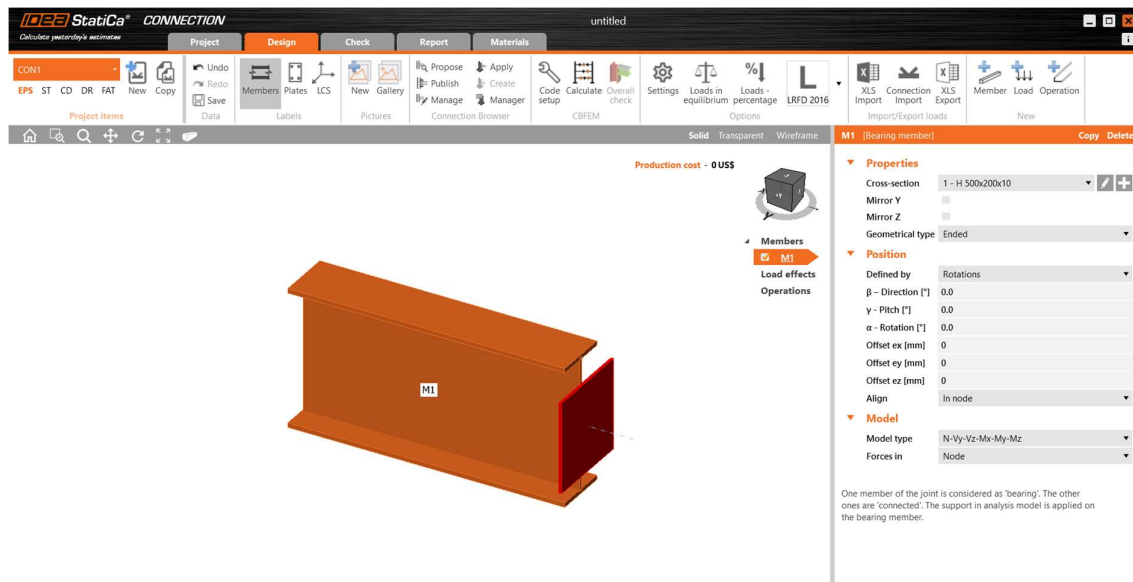 IDEA StatiCa® CONNECTION
untitled
Calculate yesterday's estimates
Project Design Check Report Materials
CON1
EPS ST CD DR FAT
New Copy
Undo
Redo
Save
Members Plates LCS
New Gallery
Propose Apply
Publish Create
Manage Manager
Code setup Calculate Overall check
Settings Loads in equilibrium Loads - percentage
L
LRFD 2016
XLS Import Connection Import XLS Export
Member Load Operation
Project items Data Labels Pictures Connection Browser CBFEM Options Import/Export loads New
Solid Transparent Wireframe
M1 [Bearing member] Copy Delete
Production cost - 0 US$
Members
M1
Load effects
Operations
M1
Properties
Cross-section 1 - H 500x200x10
Mirror Y
Mirror Z
Geometrical type Ended
Position
Defined by Rotations
β – Direction [°] 0.0
γ - Pitch [°] 0.0
α - Rotation [°] 0.0
Offset ex [mm] 0
Offset ey [mm] 0
Offset ez [mm] 0
Align In node
Model
Model type N-Vy-Vz-Mx-My-Mz
Forces in Node
One member of the joint is considered as 'bearing'. The other
ones are 'connected'. The support in analysis model is applied on
the bearing member.